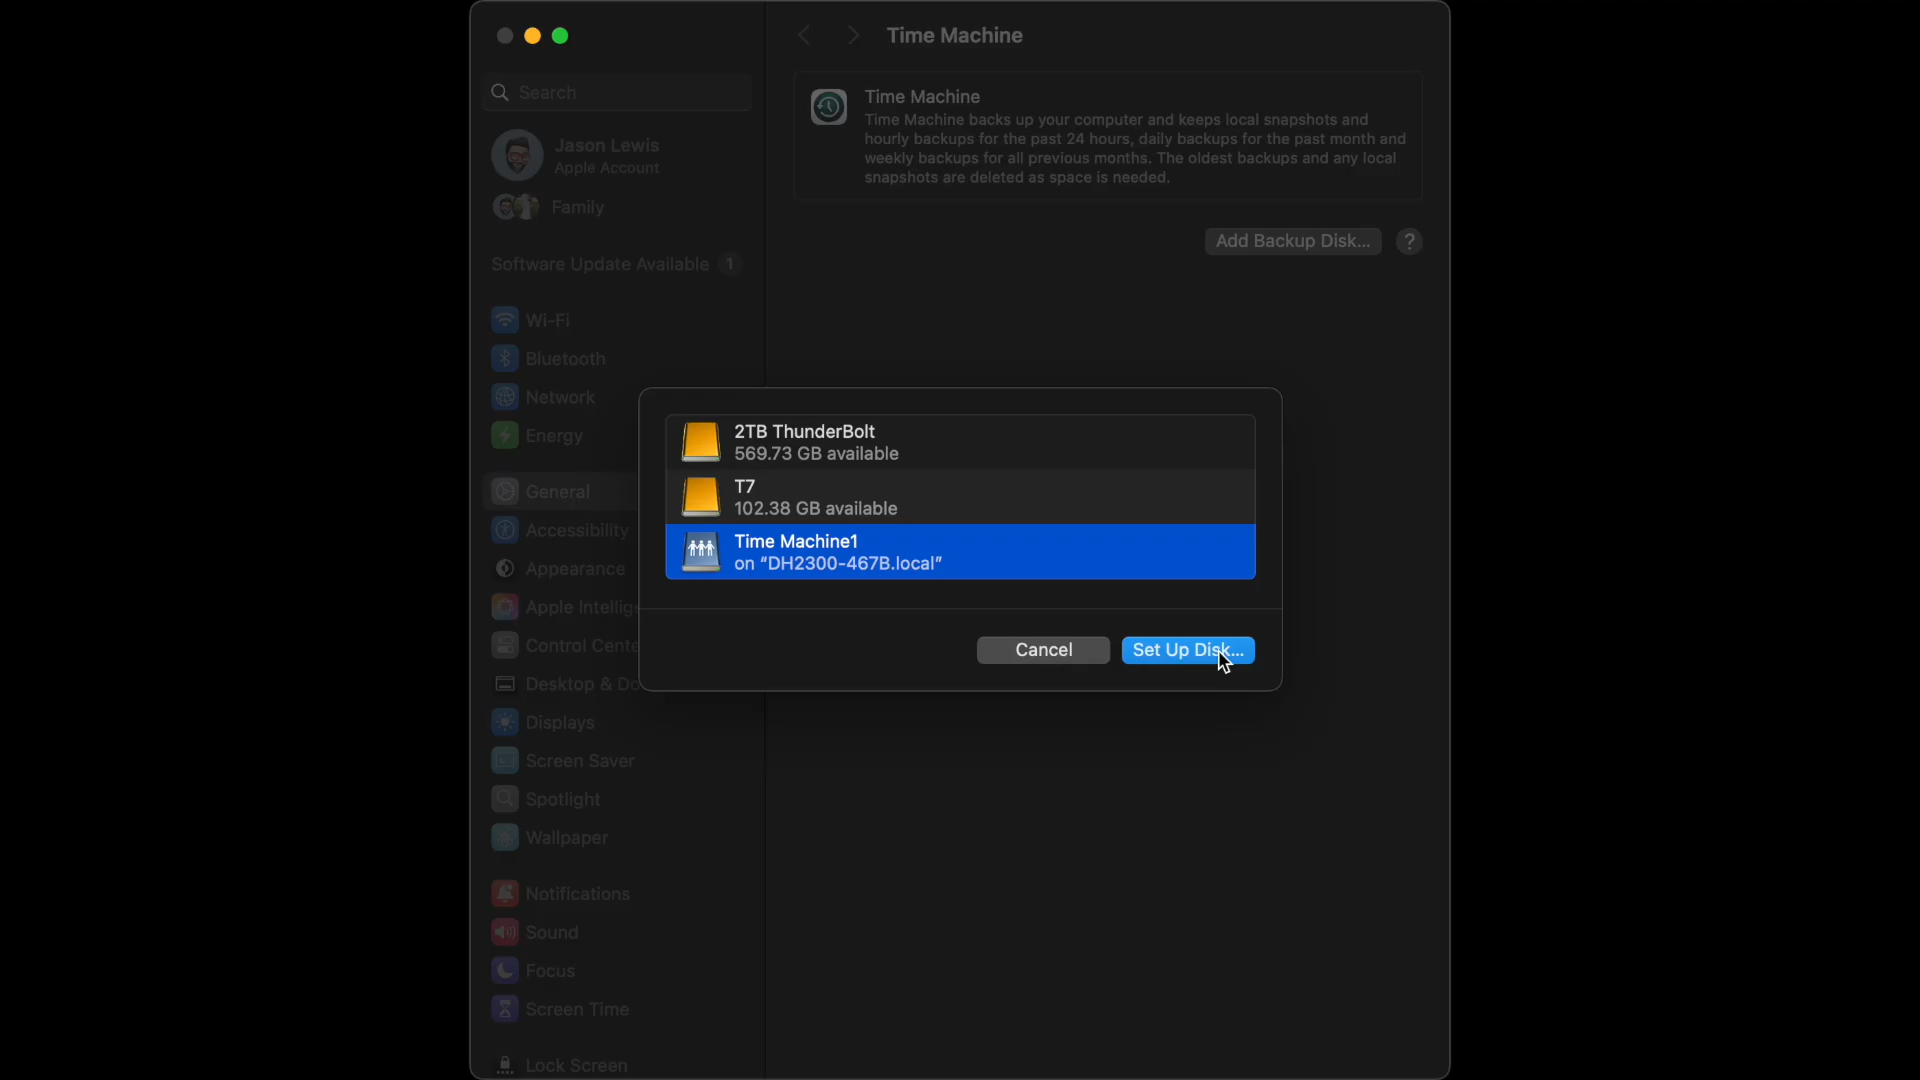 Time Machine
Search
Time Machine
Time Machine backs up your computer and keeps local snapshots and
hourly backups for the past 24 hours, daily backups for the past month and
weekly backups for all previous months. The oldest backups and any local
snapshots are deleted as space is needed.
Jason Lewis
Apple Account
Family
Add Backup Disk...
?
Software Update Available 1
Wi-Fi
Bluetooth
Network
Energy
General
Accessibility
Appearance
Apple Intellig
Control Cente
Desktop & Do
Displays
Screen Saver
Spotlight
Wallpaper
Notifications
Sound
Focus
Screen Time
Lock Screen
2TB ThunderBolt
569.73 GB available
T7
102.38 GB available
Time Machine1
on “DH2300-467B.local”
Cancel
Set Up Disk...